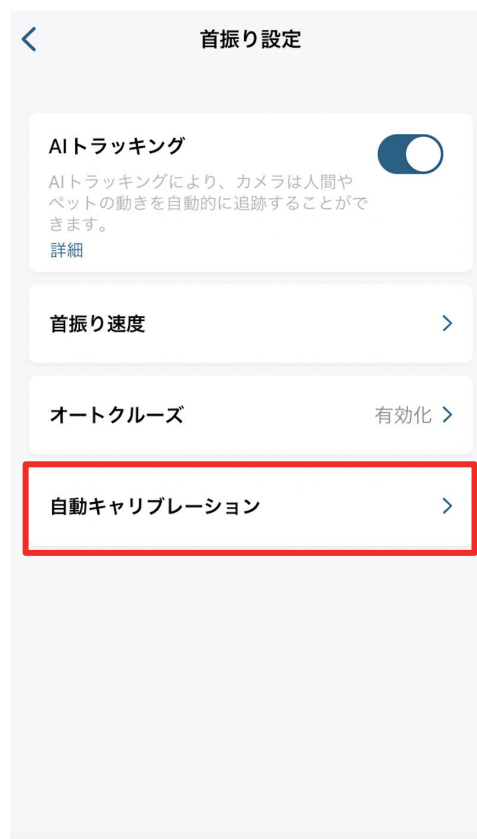 首振り設定
AIトラッキング
AIトラッキングにより、カメラは人間や
ペットの動きを自動的に追跡することがで
きます。
詳細
首振り速度
オートクルーズ 有効化
自動キャリブレーション